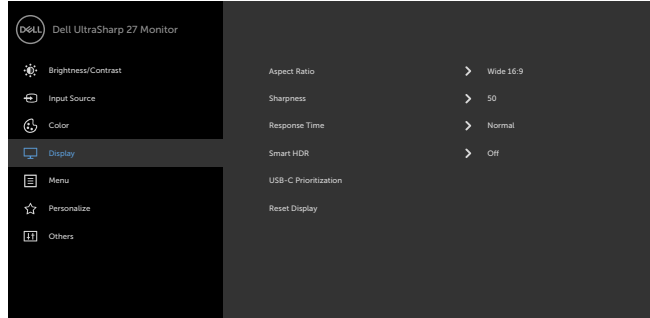 DELL Dell UltraSharp 27 Monitor
Brightness/Contrast
Input Source
Color
Display
Menu
Personalize
Others
Aspect Ratio Wide 16:9
Sharpness 50
Response Time Normal
Smart HDR Off
USB-C Prioritization
Reset Display